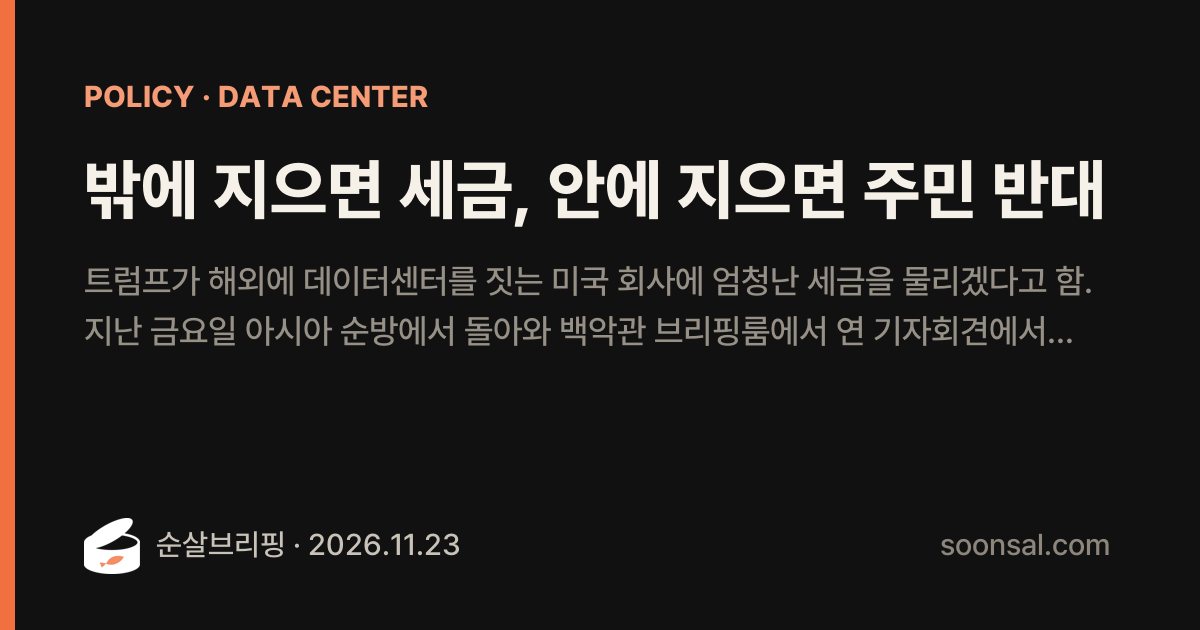 POLICY · DATA CENTER
밖에 지으면 세금, 안에 지으면 주민 반대
트럼프가 해외에 데이터센터를 짓는 미국 회사에 엄청난 세금을 물리겠다고 함.
지난 금요일 아시아 순방에서 돌아와 백악관 브리핑룸에서 연 기자회견에서...
순살브리핑 · 2026.11.23
soonsal.com